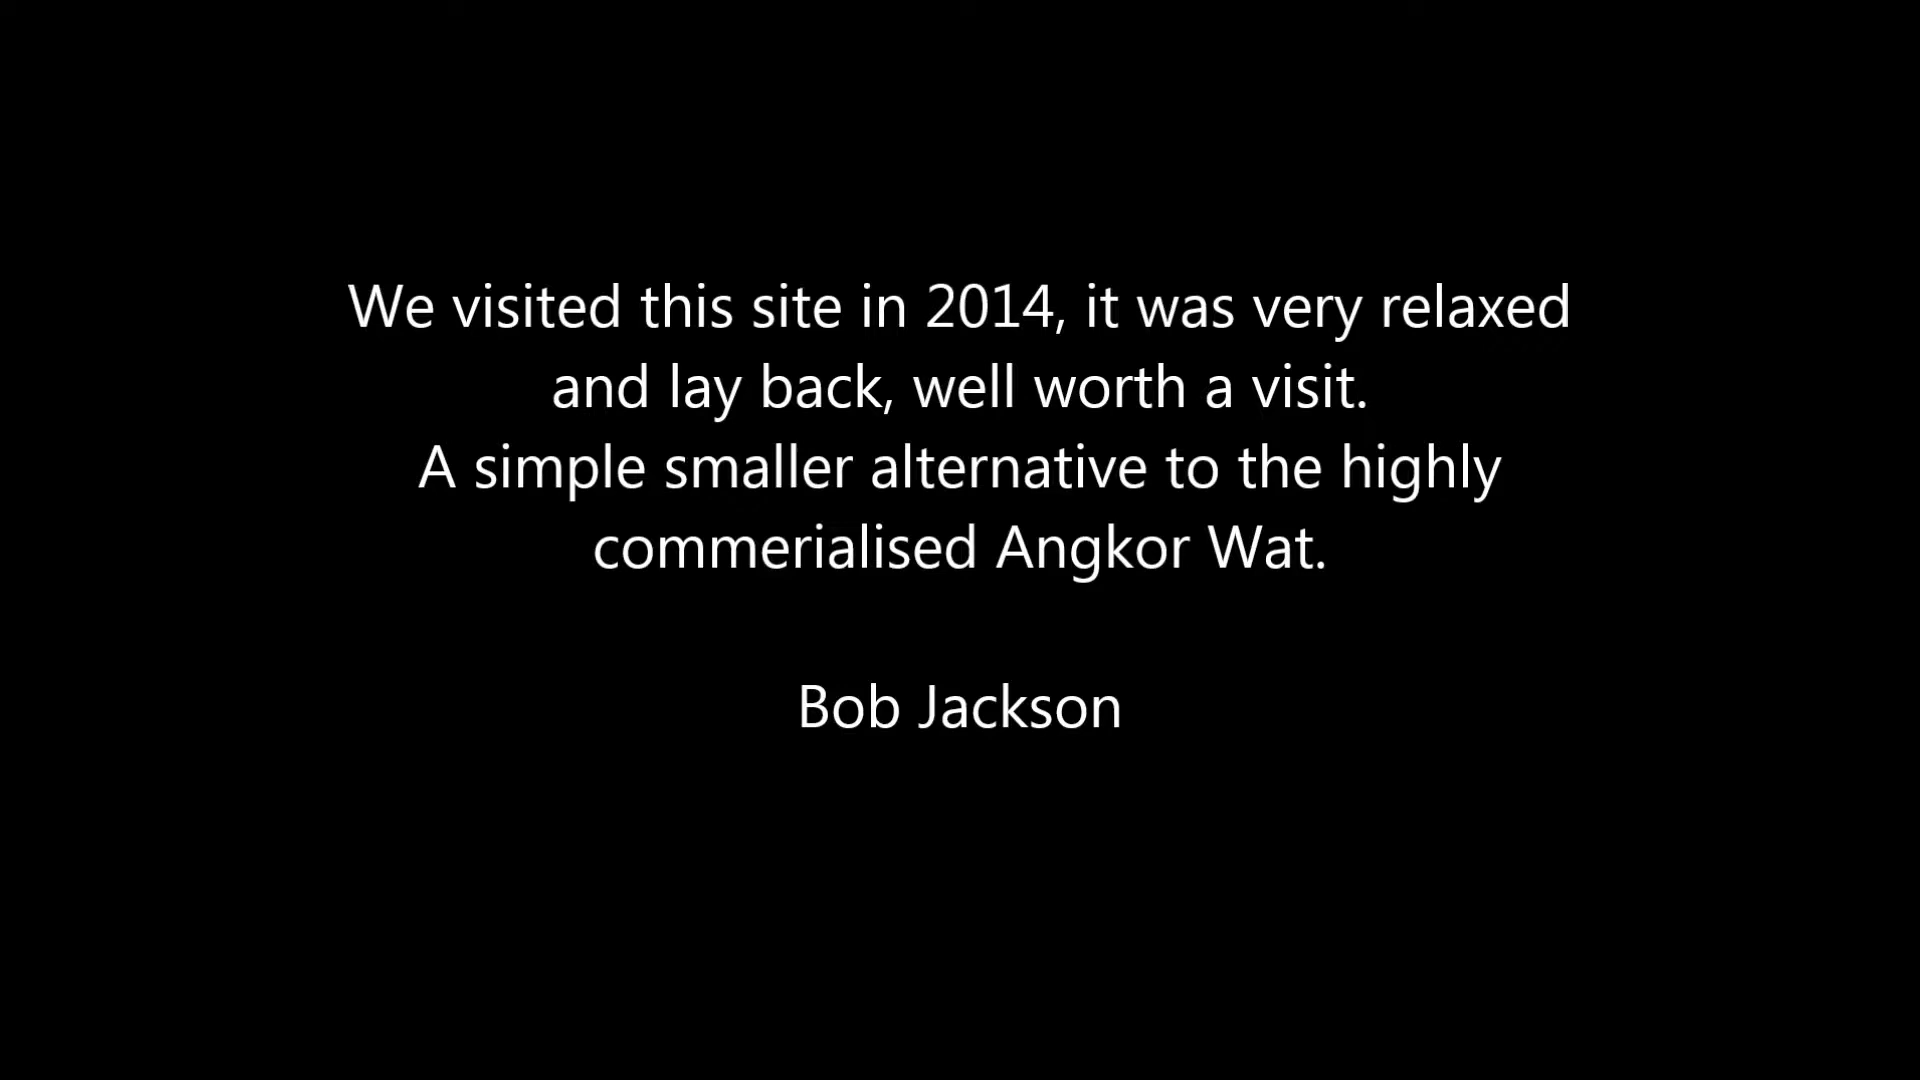 We visited this site in 2014, it was very relaxed
and lay back, well worth a visit.
A simple smaller alternative to the highly
commerialised Angkor Wat.
Bob Jackson